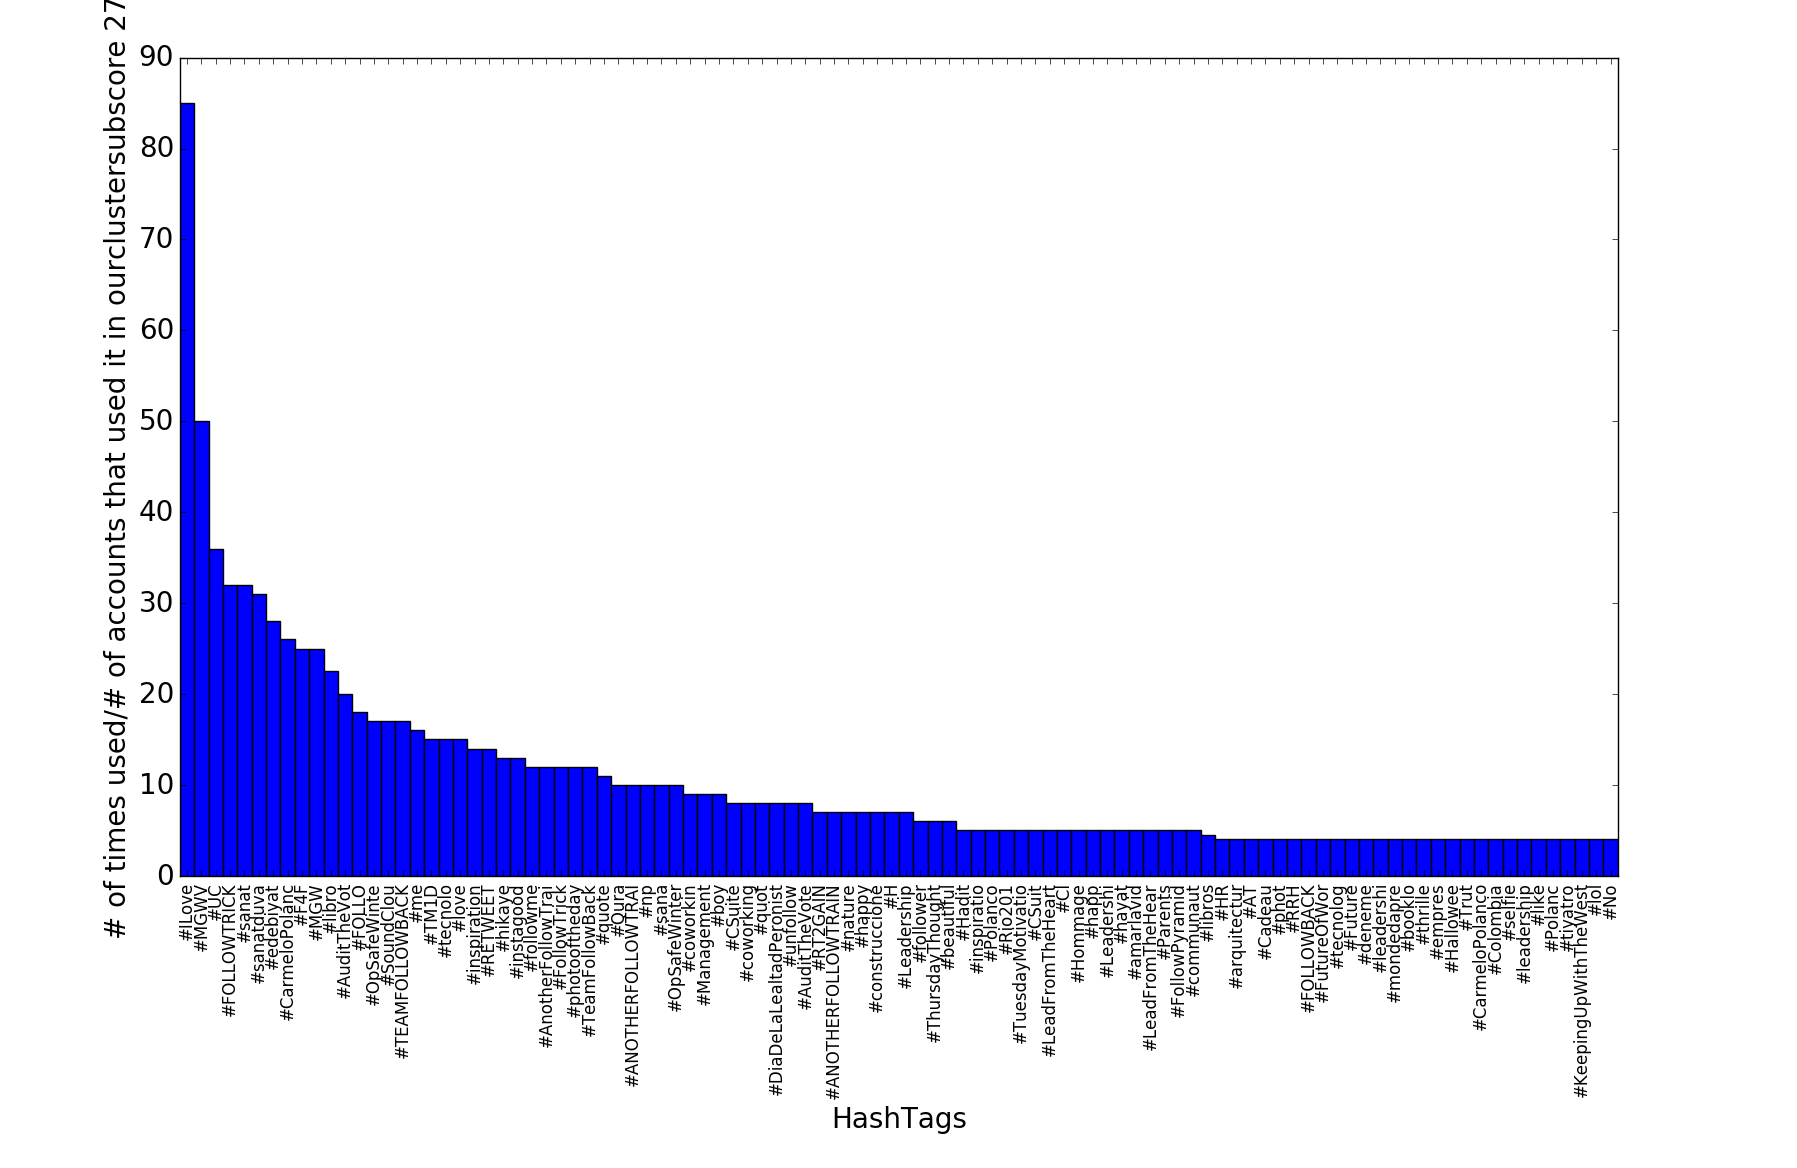 # of times used/# of accounts that used it in ourclustersubscore 27
90
80
70
60
50
40
30
20
10
0
#ILove
#MGWV
#UC
#FOLLOWTRICK
#sanat
#sanatduva
#edebiyat
#CarmeloPolanc
#F4F
#MGW
#libro
#AuditTheVot
#FOLLO
#OpSafeWinte
#SoundClou
#TEAMFOLLOWBACK
#me
#TM1D
#tecnolo
#love
#inspiration
#RETWEET
#hikaye
#instagood
#followme
#AnotherFollowTrai
#FollowTrick
#photooftheday
#TeamFollowBack
#quote
#Oura
#ANOTHERFOLLOWTRAI
#np
#sana
#OpSafeWinter
#coworkin
#Management
#boy
#CSuite
#coworking
#quot
#DiaDeLaLealtadPeronist
#unfollow
#AuditTheVote
#RT2GAIN
#ANOTHERFOLLOWTRAIN
#nature
#happy
#construccione
#H
#Leadership
#follower
#ThursdayThought
#beautiful
#Hadit
#inspiratio
#Polanco
#Rio201
#TuesdayMotivatio
#CSuit
#LeadFromTheHeart
#CI
#Hommage
#happ
#Leadershi
#hayat
#amarlavid
#LeadFromTheHear
#Parents
#FollowPyramid
#communaut
#libros
#HR
#arquitectur
#AT
#Cadeau
#phot
#RRH
#FOLLOWBACK
#FutureOfWor
#tecnolog
#Future
#deneme
#leadershi
#mondedapre
#booklo
#thrille
#empres
#Hallowee
#Trut
#CarmeloPolanco
#Colombia
#selfie
#leadership
#like
#Polanc
#tiyatro
#KeepingUpWithTheWest
#lol
#No
HashTags